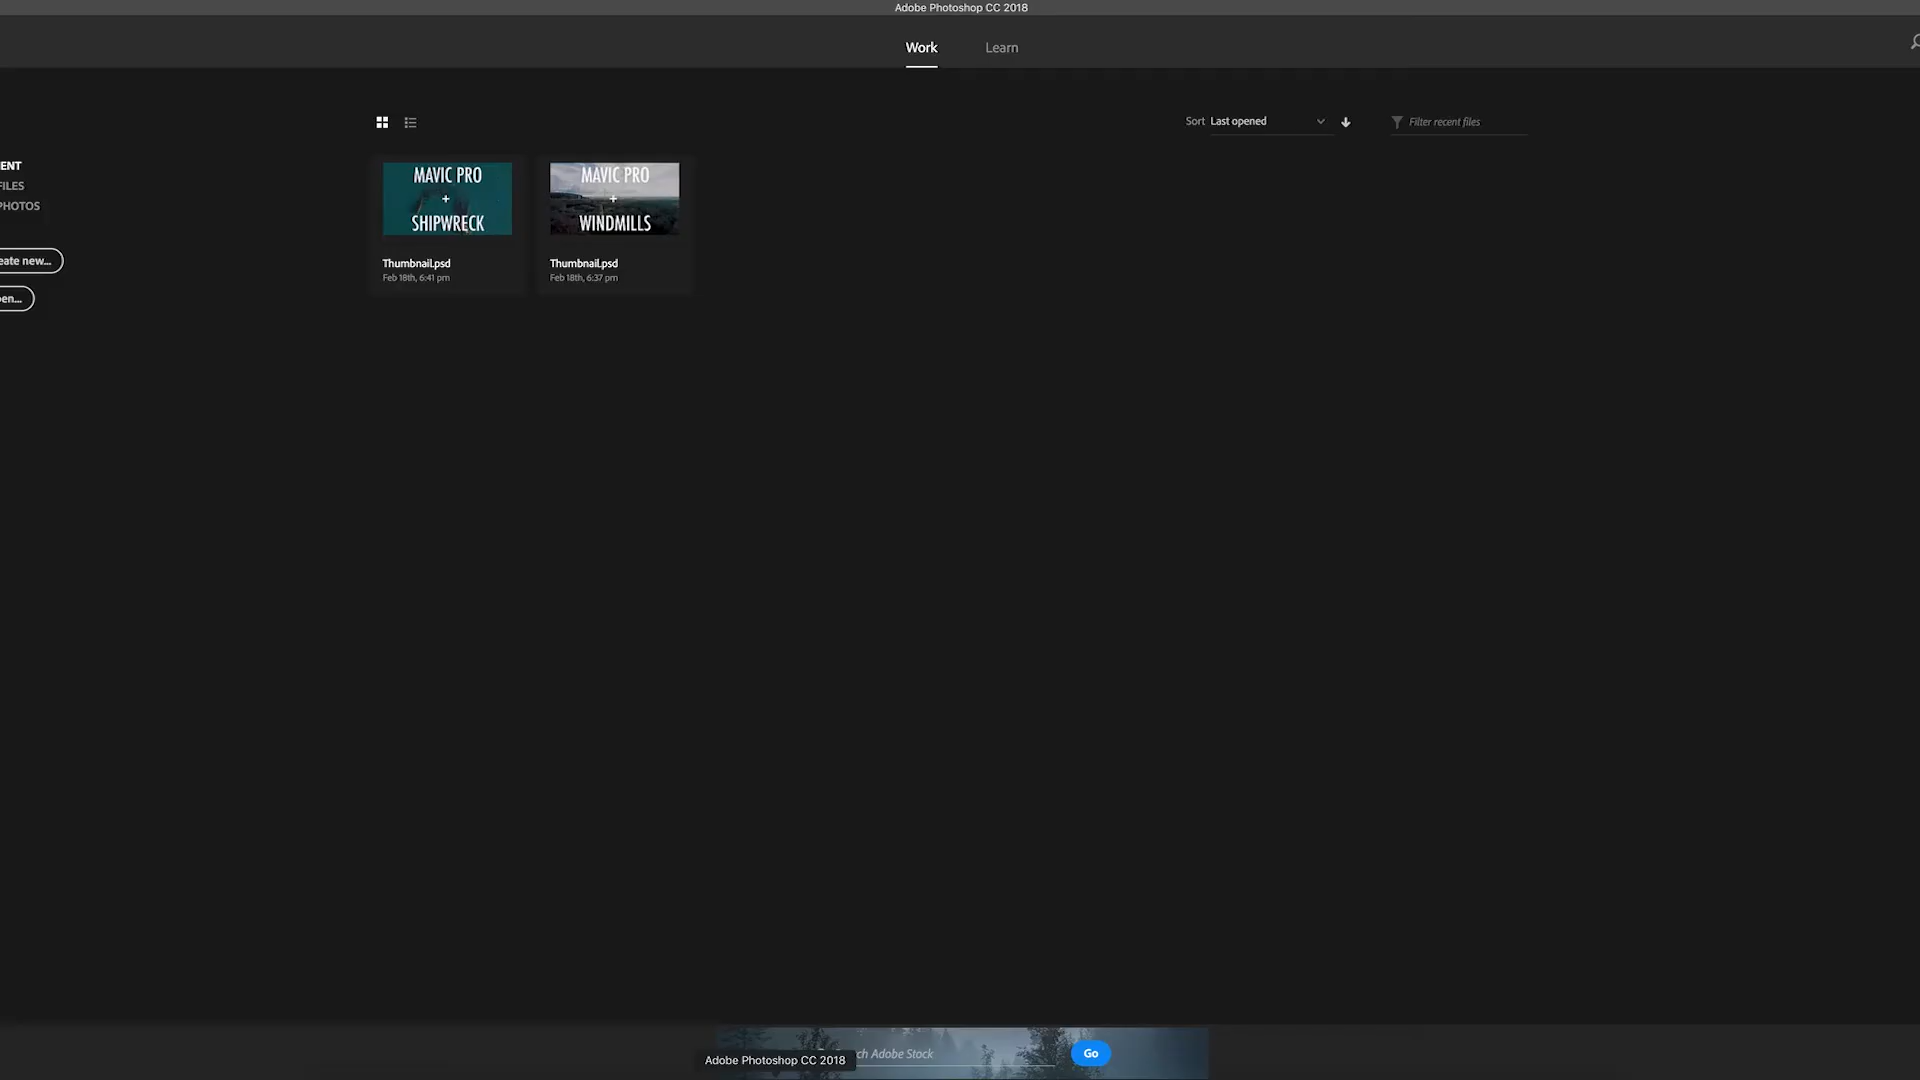 Adobe Photoshop CC 2018
Work
Learn
Sort Last opened
Filter recent files
ENT
FILES
PHOTOS
eate new...
en...
MAVIC PRO
+
SHIPWRECK
Thumbnail.psd
Feb 18th, 6:41 pm
MAVIC PRO
+
WINDMILLS
Thumbnail.psd
Feb 18th, 6:37 pm
ch Adobe Stock
Go
Adobe Photoshop CC 2018